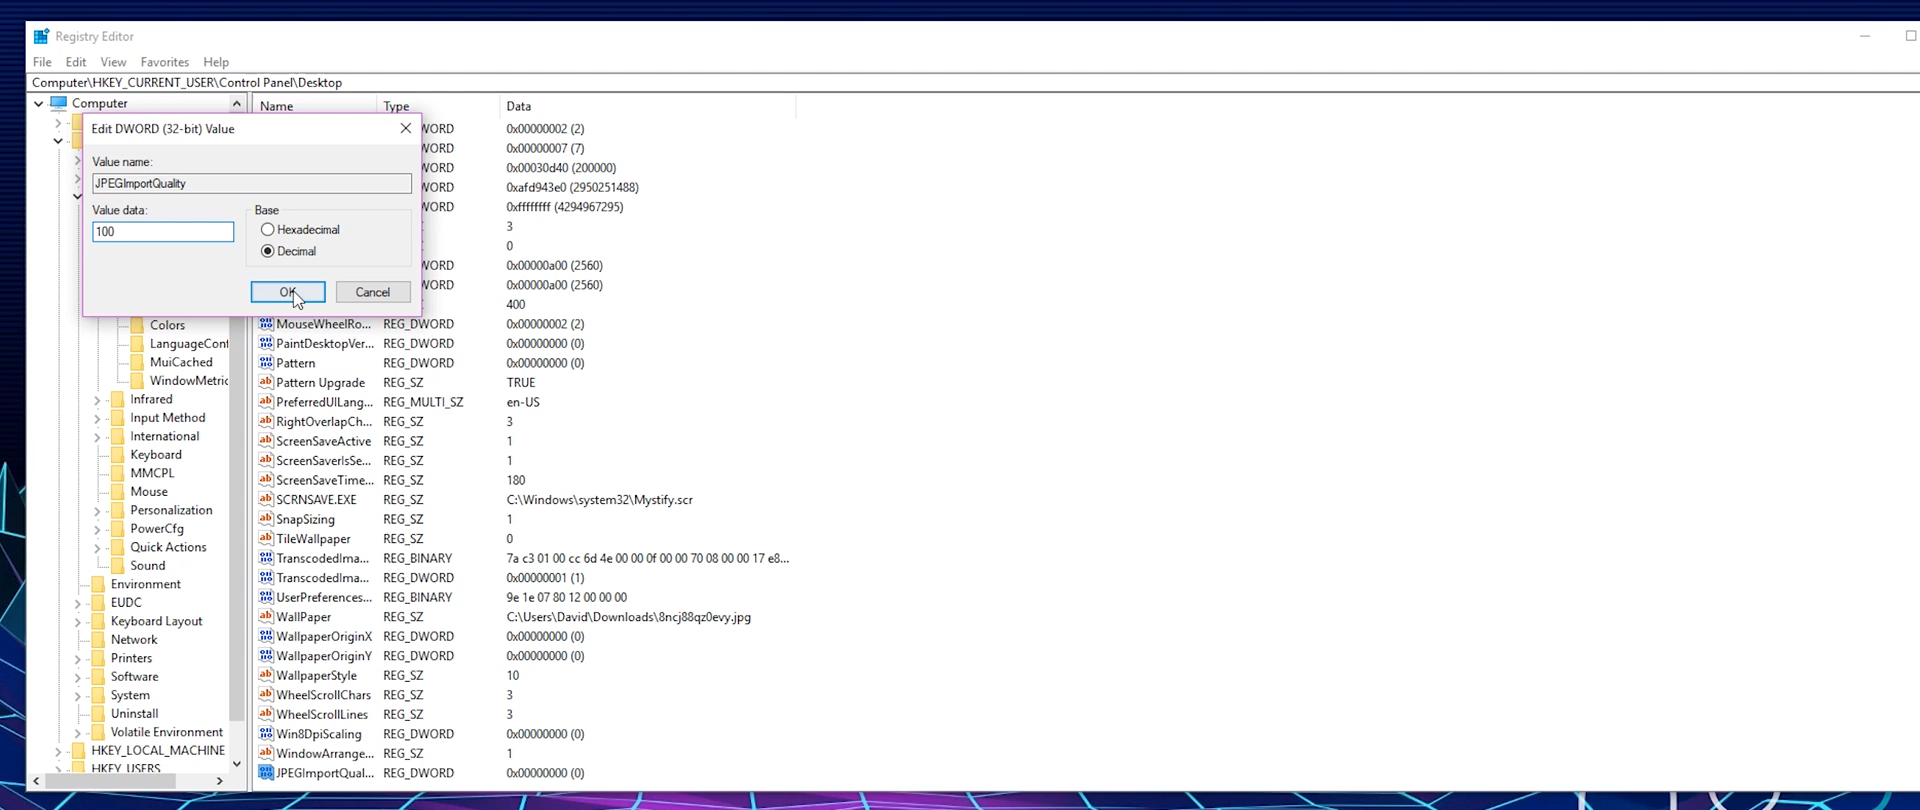 Registry Editor
File Edit View Favorites Help
Computer\HKEY_CURRENT_USER\Control Panel\Desktop
Computer
Name Type Data
Edit DWORD (32-bit) Value
Value name:
JPEGImportQuality
Value data:
100
Base
Hexadecimal
Decimal
OK Cancel
WORD 0x00000002 (2)
WORD 0x00000007 (7)
WORD 0x00030d40 (200000)
WORD 0xafd943e0 (2950251488)
WORD 0xffffffff (4294967295)
3
0
WORD 0x00000a00 (2560)
WORD 0x00000a00 (2560)
400
MouseWheelRo... REG_DWORD 0x00000002 (2)
PaintDesktopVer... REG_DWORD 0x00000000 (0)
Pattern REG_DWORD 0x00000000 (0)
Pattern Upgrade REG_SZ TRUE
PreferredUILang... REG_MULTI_SZ en-US
RightOverlapCh... REG_SZ 3
ScreenSaveActive REG_SZ 1
ScreenSaverIsSe... REG_SZ 1
ScreenSaveTime... REG_SZ 180
SCRNSAVE.EXE REG_SZ C:\Windows\system32\Mystify.scr
SnapSizing REG_SZ 1
TileWallpaper REG_SZ 0
TranscodedIma... REG_BINARY 7a c3 01 00 cc 6d 4e 00 00 0f 00 00 70 08 00 00 17 e8...
TranscodedIma... REG_DWORD 0x00000001 (1)
UserPreferences... REG_BINARY 9e 1e 07 80 12 00 00 00
WallPaper REG_SZ C:\Users\David\Downloads\8ncj88qz0evy.jpg
WallpaperOriginX REG_DWORD 0x00000000 (0)
WallpaperOriginY REG_DWORD 0x00000000 (0)
WallpaperStyle REG_SZ 10
WheelScrollChars REG_SZ 3
WheelScrollLines REG_SZ 3
Win8DpiScaling REG_DWORD 0x00000000 (0)
WindowArrange... REG_SZ 1
JPEGImportQual... REG_DWORD 0x00000000 (0)
Colors
LanguageConf
MuiCached
WindowMetric
Infrared
Input Method
International
Keyboard
MMCPL
Mouse
Personalization
PowerCfg
Quick Actions
Sound
Environment
EUDC
Keyboard Layout
Network
Printers
Software
System
Uninstall
Volatile Environment
HKEY_LOCAL_MACHINE
HKEY_USERS